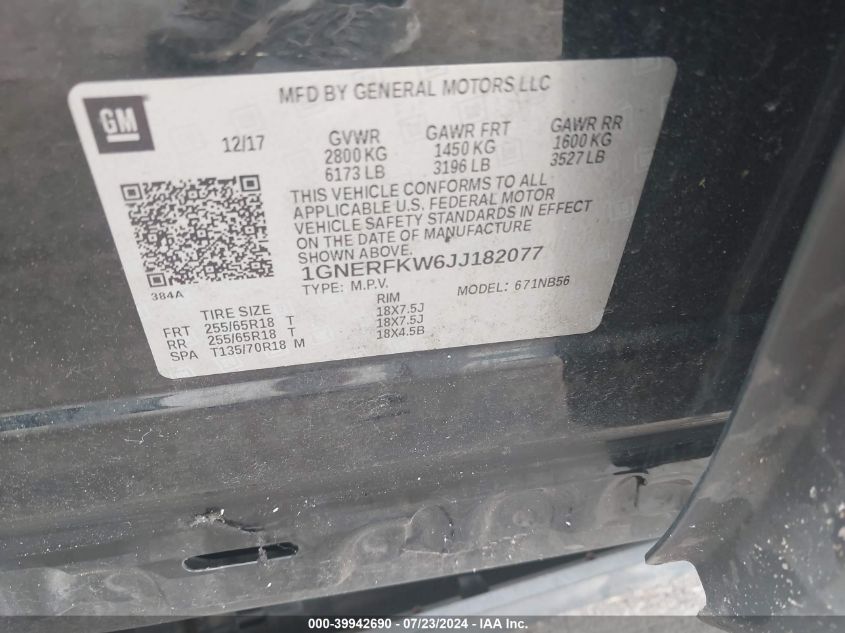 GM
MFD BY GENERAL MOTORS LLC
12/17
GVWR
2800 KG
6173 LB
GAWR FRT
1450 KG
3196 LB
GAWR RR
1600 KG
3527 LB
THIS VEHICLE CONFORMS TO ALL
APPLICABLE U.S. FEDERAL MOTOR
VEHICLE SAFETY STANDARDS IN EFFECT
ON THE DATE OF MANUFACTURE
SHOWN ABOVE.
1GNERFKW6JJ182077
TYPE: M.P.V.
MODEL: 671NB56
384A
TIRE SIZE RIM
FRT 255/65R18 T 18X7.5J
RR 255/65R18 T 18X7.5J
SPA T135/70R18 M 18X4.5B
000-39942690 - 07/23/2024 - IAA Inc.